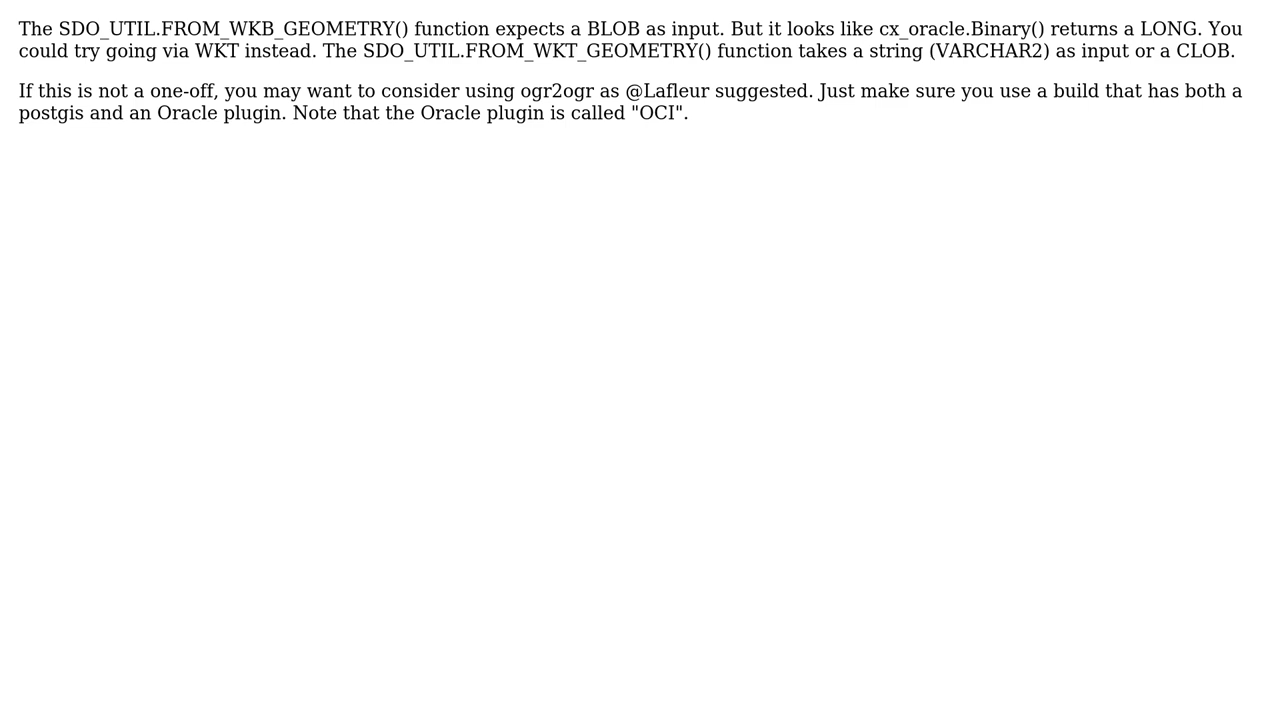 The SDO_UTIL.FROM_WKB_GEOMETRY() function expects a BLOB as input. But it looks like cx_oracle.Binary() returns a LONG. You
could try going via WKT instead. The SDO_UTIL.FROM_WKT_GEOMETRY() function takes a string (VARCHAR2) as input or a CLOB.
If this is not a one-off, you may want to consider using ogr2ogr as @Lafleur suggested. Just make sure you use a build that has both a
postgis and an Oracle plugin. Note that the Oracle plugin is called "OCI".